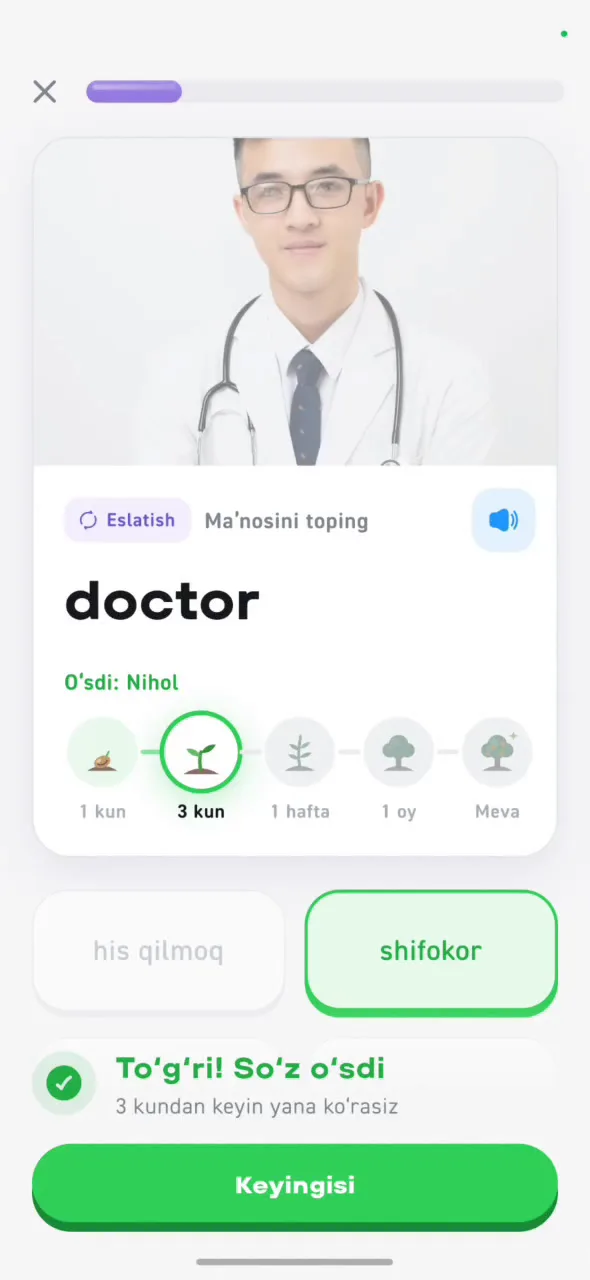 Eslatish
Ma’nosini toping
doctor
O‘sdi: Nihol
1 kun
3 kun
1 hafta
1 oy
Meva
his qilmoq
shifokor
To‘g‘ri! So‘z o‘sdi
3 kundan keyin yana ko‘rasiz
Keyingisi